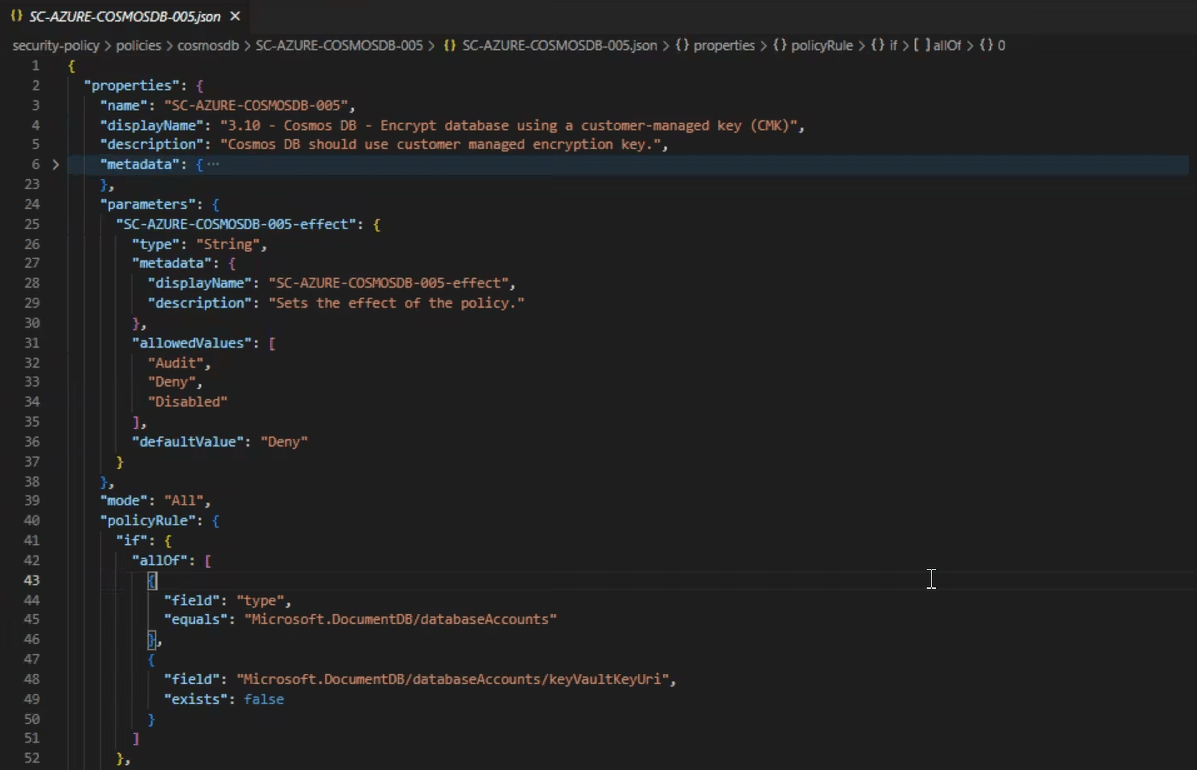 {} SC-AZURE-COSMOSDB-005.json ×
security-policy > policies > cosmosdb > SC-AZURE-COSMOSDB-005 > {} SC-AZURE-COSMOSDB-005.json > {} properties > {} policyRule > {} if > [ ] allOf > {} 0
1 {
2 "properties": {
3 "name": "SC-AZURE-COSMOSDB-005",
4 "displayName": "3.10 - Cosmos DB - Encrypt database using a customer-managed key (CMK)",
5 "description": "Cosmos DB should use customer managed encryption key.",
6 > "metadata": { ···
23 },
24 "parameters": {
25 "SC-AZURE-COSMOSDB-005-effect": {
26 "type": "String",
27 "metadata": {
28 "displayName": "SC-AZURE-COSMOSDB-005-effect",
29 "description": "Sets the effect of the policy."
30 },
31 "allowedValues": [
32 "Audit",
33 "Deny",
34 "Disabled"
35 ],
36 "defaultValue": "Deny"
37 }
38 },
39 "mode": "All",
40 "policyRule": {
41 "if": {
42 "allOf": [
43 {
44 "field": "type",
45 "equals": "Microsoft.DocumentDB/databaseAccounts"
46 },
47 {
48 "field": "Microsoft.DocumentDB/databaseAccounts/keyVaultKeyUri",
49 "exists": false
50 }
51 ]
52 },